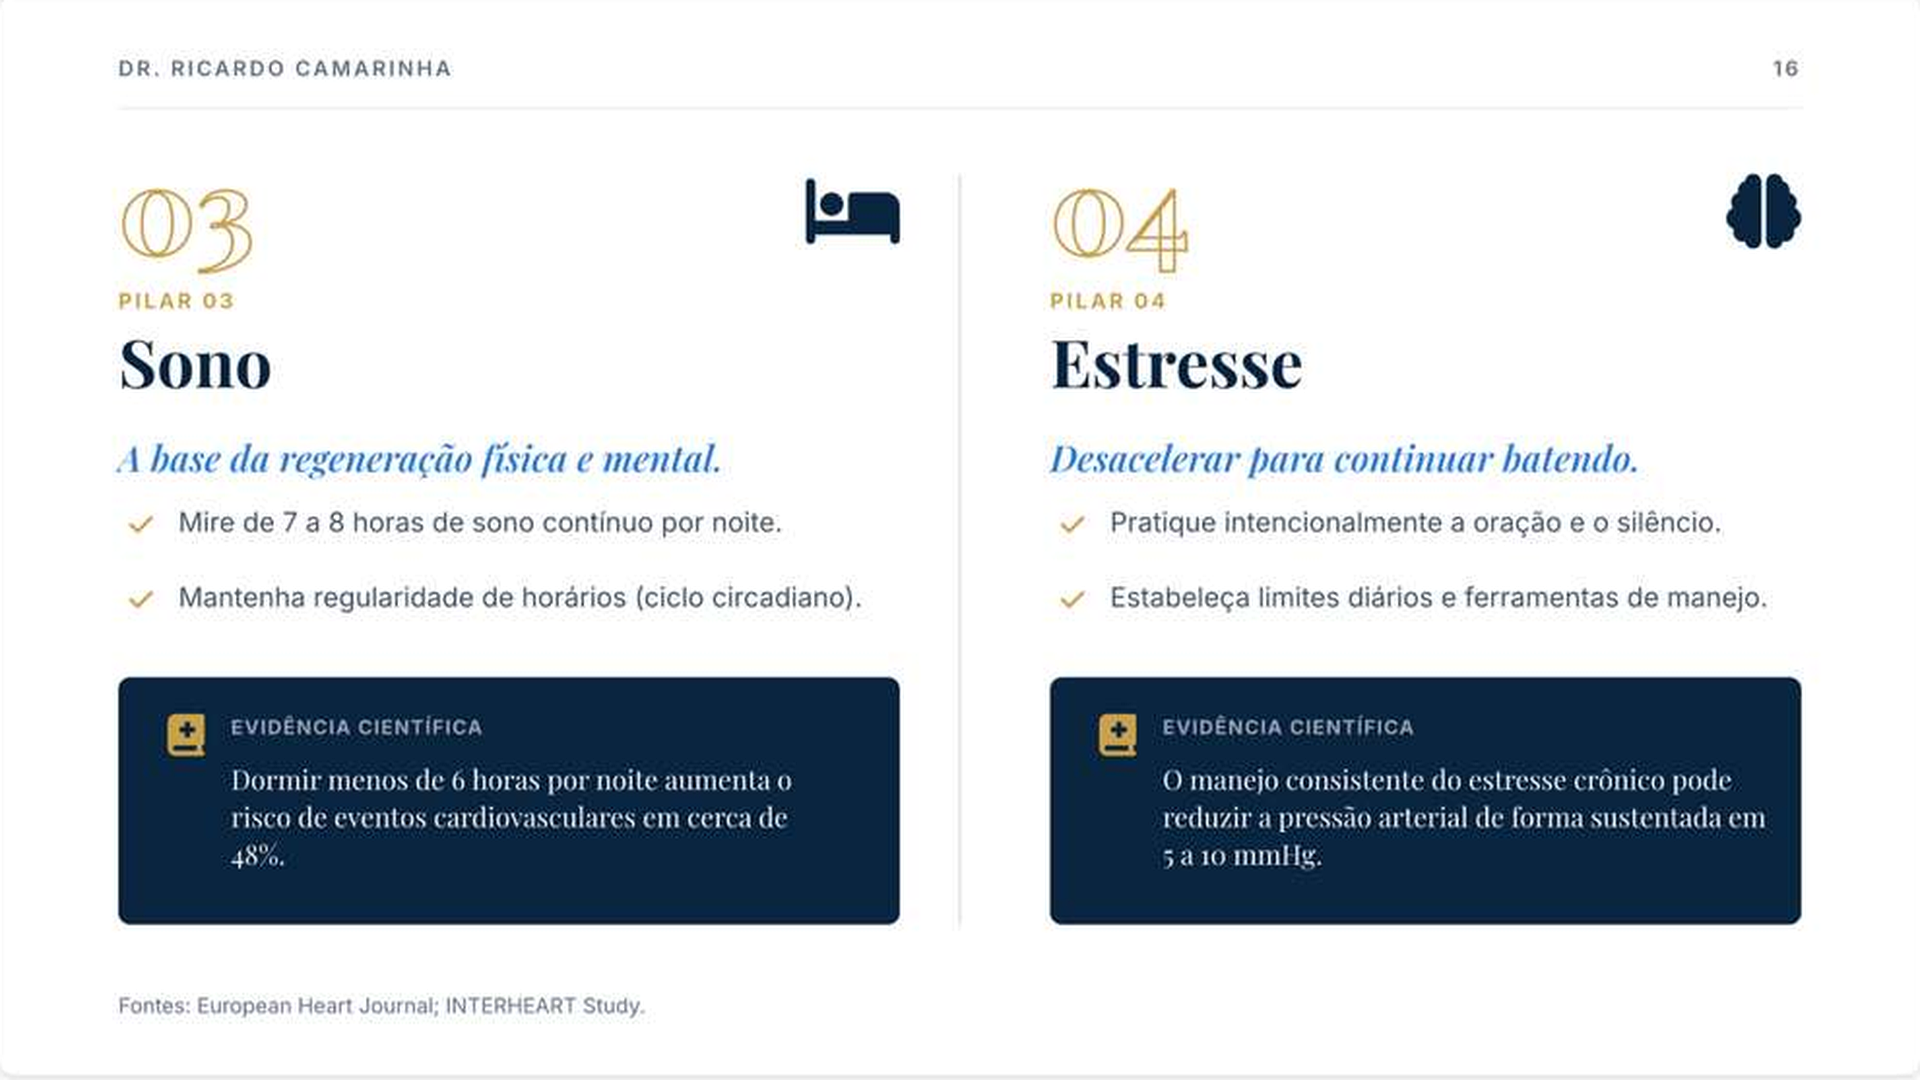 DR. RICARDO CAMARINHA
16
03
PILAR 03
Sono
A base da regeneração física e mental.
Mire de 7 a 8 horas de sono contínuo por noite.
Mantenha regularidade de horários (ciclo circadiano).
EVIDÊNCIA CIENTÍFICA
Dormir menos de 6 horas por noite aumenta o
risco de eventos cardiovasculares em cerca de
48%.
04
PILAR 04
Estresse
Desacelerar para continuar batendo.
Pratique intencionalmente a oração e o silêncio.
Estabeleça limites diários e ferramentas de manejo.
EVIDÊNCIA CIENTÍFICA
O manejo consistente do estresse crônico pode
reduzir a pressão arterial de forma sustentada em
5 a 10 mmHg.
Fontes: European Heart Journal; INTERHEART Study.